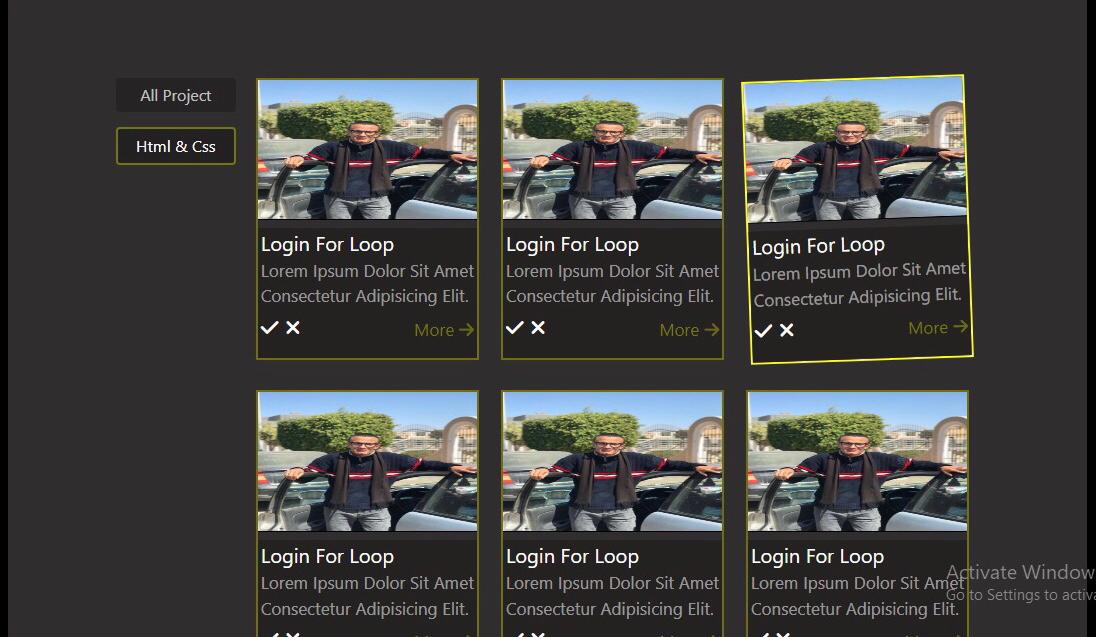 All Project
Html & Css
Login For Loop
Lorem Ipsum Dolor Sit Amet
Consectetur Adipisicing Elit.
More
Login For Loop
Lorem Ipsum Dolor Sit Amet
Consectetur Adipisicing Elit.
More
Login For Loop
Lorem Ipsum Dolor Sit Amet
Consectetur Adipisicing Elit.
More
Login For Loop
Lorem Ipsum Dolor Sit Amet
Consectetur Adipisicing Elit.
Login For Loop
Lorem Ipsum Dolor Sit Amet
Consectetur Adipisicing Elit.
Login For Loop
Lorem Ipsum Dolor Sit Amet
Consectetur Adipisicing Elit.
Activate Window
Go to Settings to activa